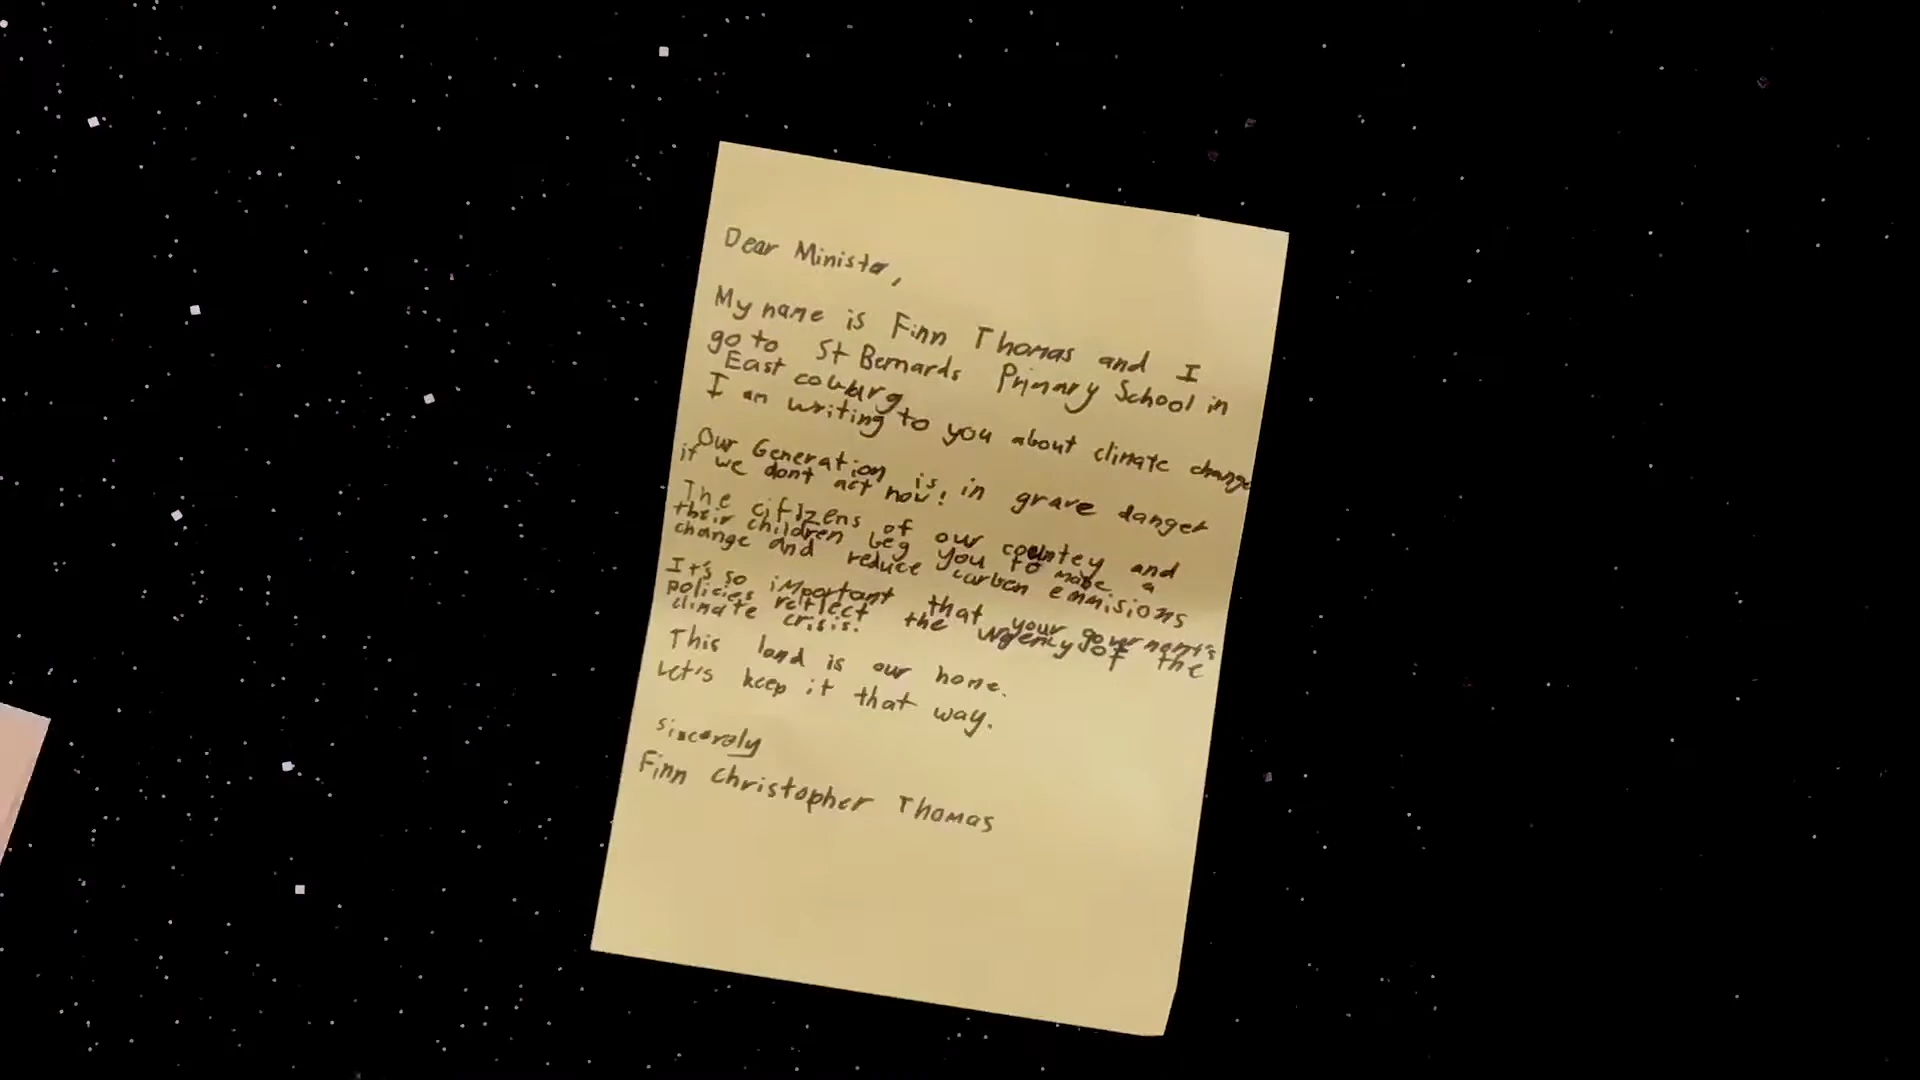 Dear Minister,
My name is Finn Thomas and I
go to St Bernards Primary School in
East coburg
I am writing to you about climate change
Our Generation is in grave danger
if we dont act now!
The citizens of our country and
their children beg you to make a
change and reduce carben emmisions
It's so important that your governemt's
policies relflect the urgency of the
climate crisis.
This land is our home.
Let's keep it that way.
sincerely
Finn Christopher Thomas